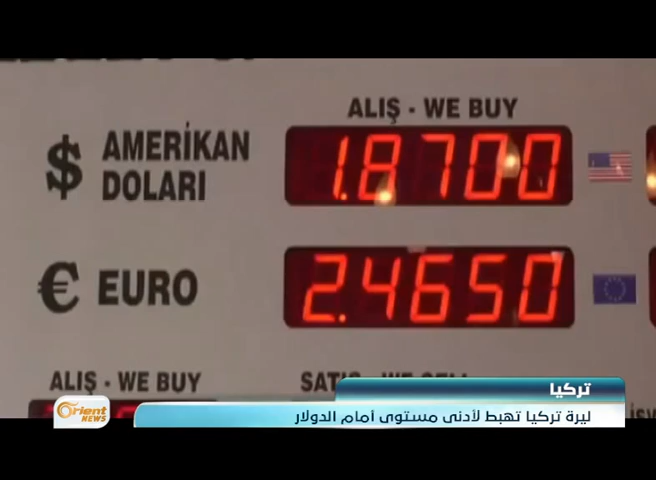 ALIŞ - WE BUY
$ AMERİKAN
DOLARI
1.8700
€ EURO
2.4650
ALIŞ - WE BUY
تركيا
ليرة تركيا تهبط لأدنى مستوى أمام الدولار
Orient
NEWS